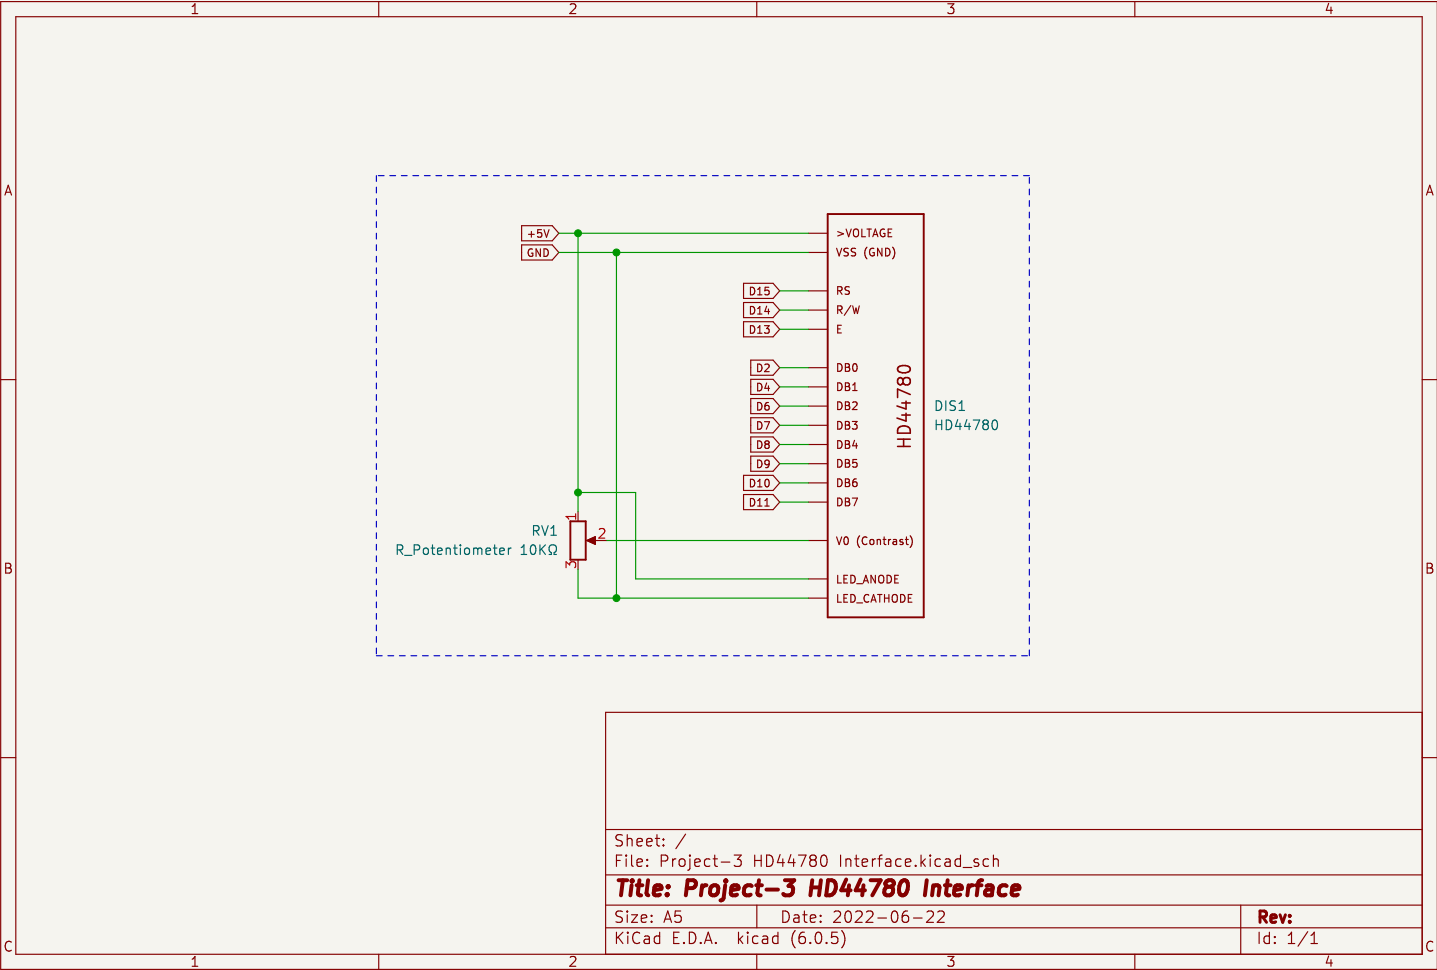 1 2 3 4
A A
+5V >VOLTAGE
GND VSS (GND)
D15 RS
D14 R/W
D13 E
D2 DB0
D4 DB1
D6 DB2
D7 DB3
D8 DB4
D9 DB5
D10 DB6
D11 DB7
HD44780
DIS1
HD44780
1
RV1
R_Potentiometer 10KΩ
2
3
V0 (Contrast)
LED_ANODE
LED_CATHODE
B B
Sheet: /
File: Project-3 HD44780 Interface.kicad_sch
Title: Project-3 HD44780 Interface
Size: A5 Date: 2022-06-22 Rev:
KiCad E.D.A. kicad (6.0.5) Id: 1/1
C C
1 2 3 4